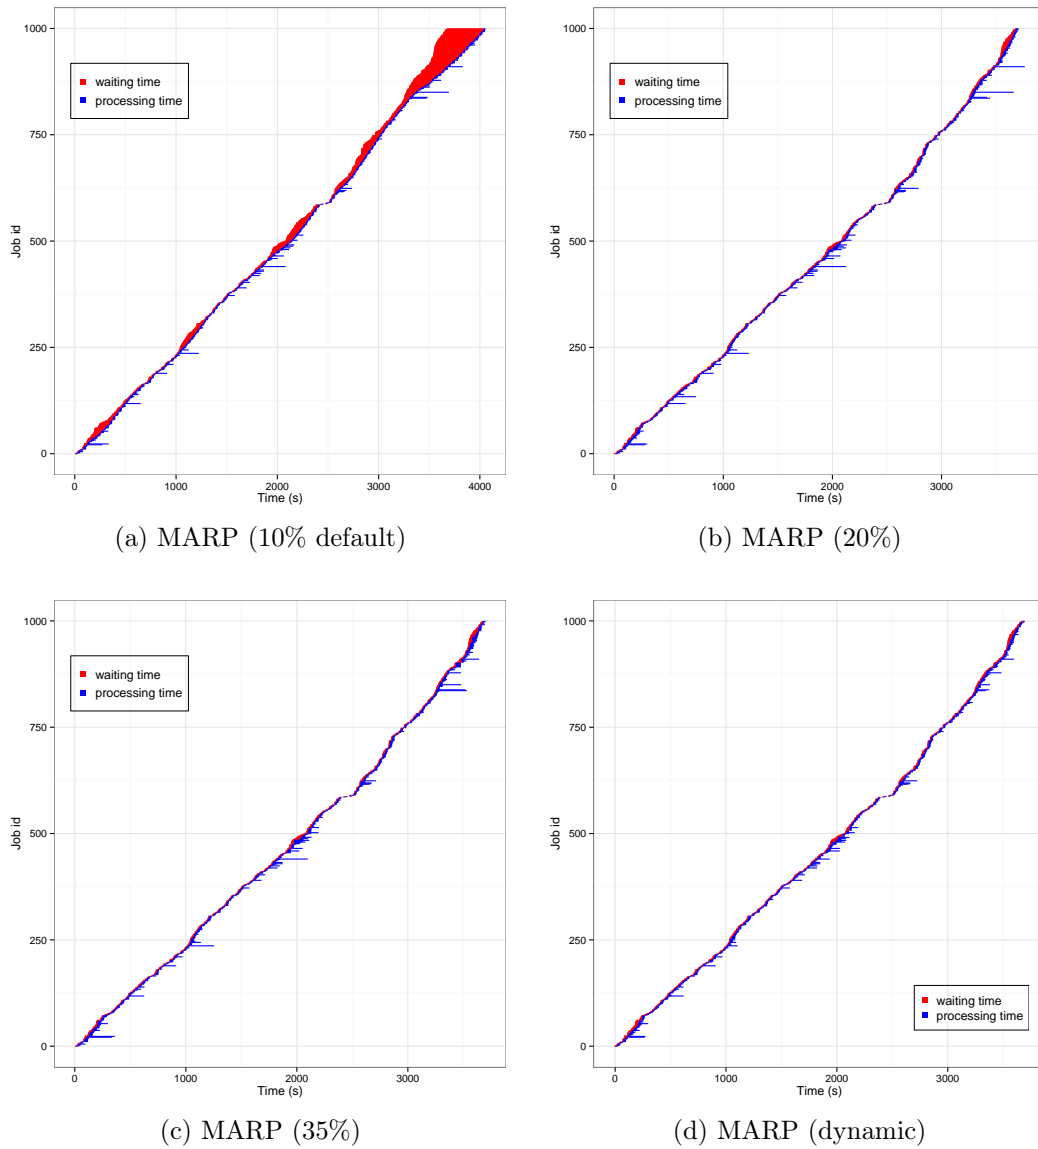 1000
750
500
250
0
Job id
waiting time
processing time
0 1000 2000 3000 4000
Time (s)
(a) MARP (10% default)
1000
750
500
250
0
Job id
waiting time
processing time
0 1000 2000 3000
Time (s)
(b) MARP (20%)
1000
750
500
250
0
Job id
waiting time
processing time
0 1000 2000 3000
Time (s)
(c) MARP (35%)
1000
750
500
250
0
Job id
waiting time
processing time
0 1000 2000 3000
Time (s)
(d) MARP (dynamic)